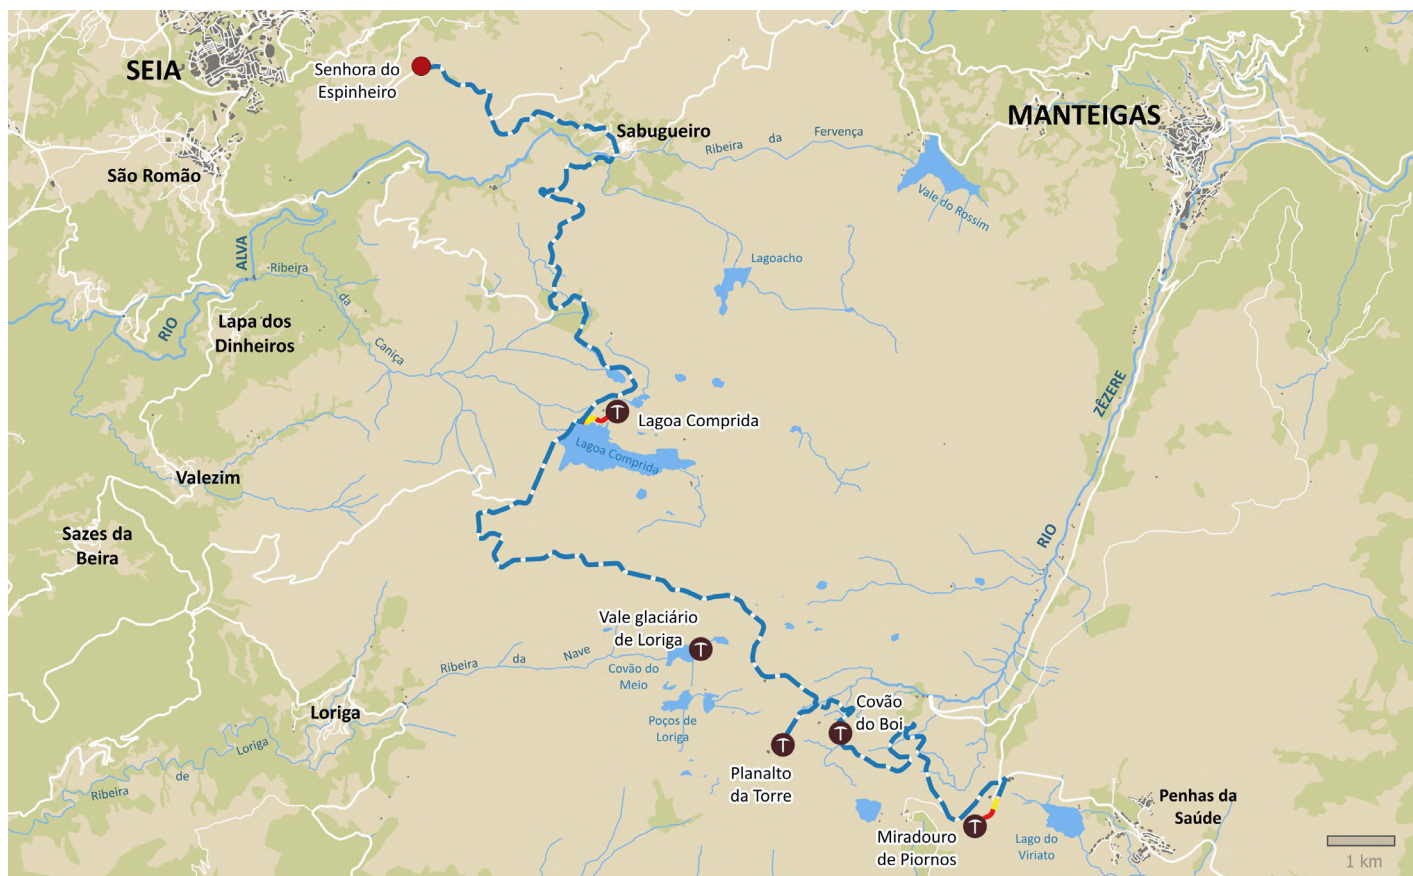 SEIA
Senhora do
Espinheiro
Sabugueiro
MANTEIGAS
Ribeira da Fervença
São Romão
Vale do Rossim
ALVA
RIO
Ribeira da Caniça
Lagoacho
Lapa dos
Dinheiros
ZÊZERE
RIO
Lagoa Comprida
Lagoa Comprida
Valezim
Sazes da
Beira
Vale glaciário
de Loriga
Ribeira da Nave
Covão do
Meio
Poços de
Loriga
Covão
do Boi
Loriga
Ribeira de Loriga
Planalto
da Torre
Penhas da
Saúde
Miradouro
de Piornos
Lago do
Viriato
1 km